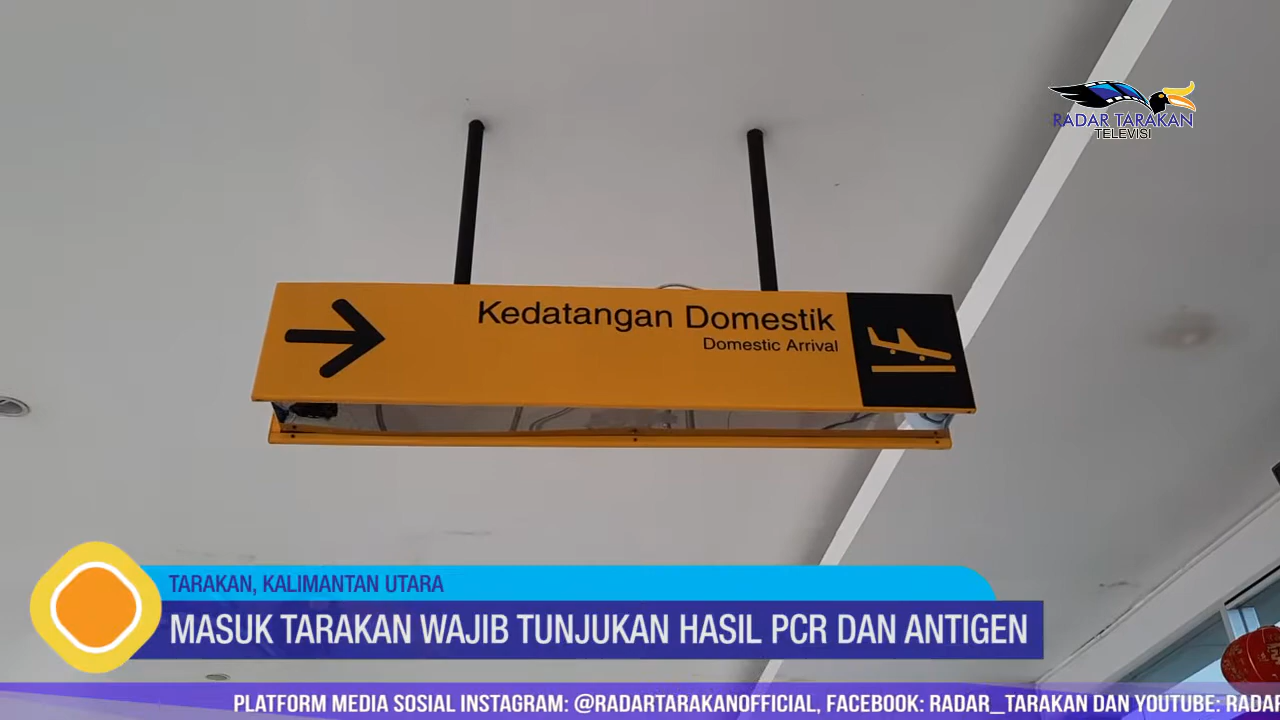 RADAR TARAKAN
TELEVISI
Kedatangan Domestik
Domestic Arrival
TARAKAN, KALIMANTAN UTARA
MASUK TARAKAN WAJIB TUNJUKAN HASIL PCR DAN ANTIGEN
PLATFORM MEDIA SOSIAL INSTAGRAM: @RADARTARAKANOFFICIAL, FACEBOOK: RADAR_TARAKAN DAN YOUTUBE: RADAR